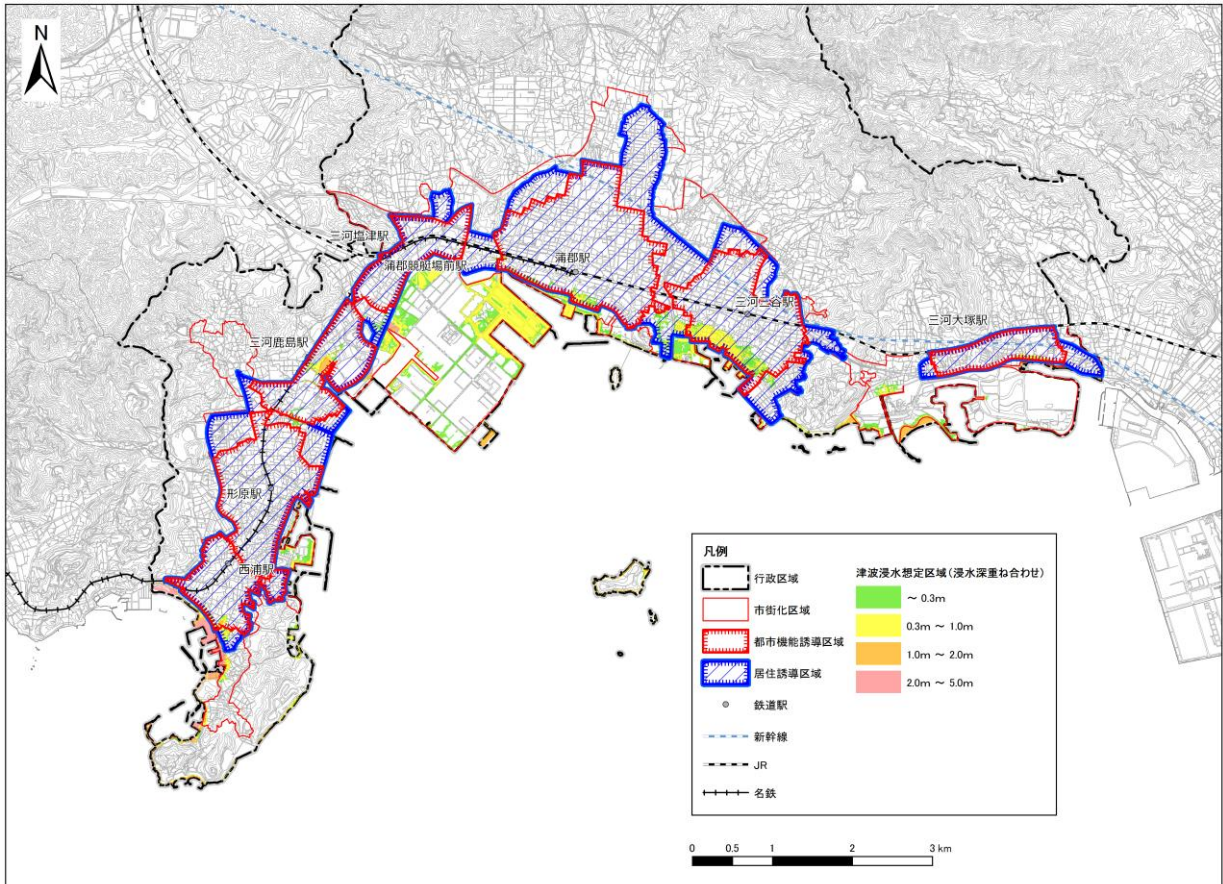 N
三河塩津駅
蒲郡競艇場前駅
蒲郡駅
三河三谷駅
三河大塚駅
三河鹿島駅
形原駅
西浦駅
凡例
行政区域
市街化区域
都市機能誘導区域
居住誘導区域
鉄道駅
新幹線
JR
名鉄
津波浸水想定区域(浸水深重ね合わせ)
～ 0.3m
0.3m ～ 1.0m
1.0m ～ 2.0m
2.0m ～ 5.0m
0 0.5 1 2 3 km